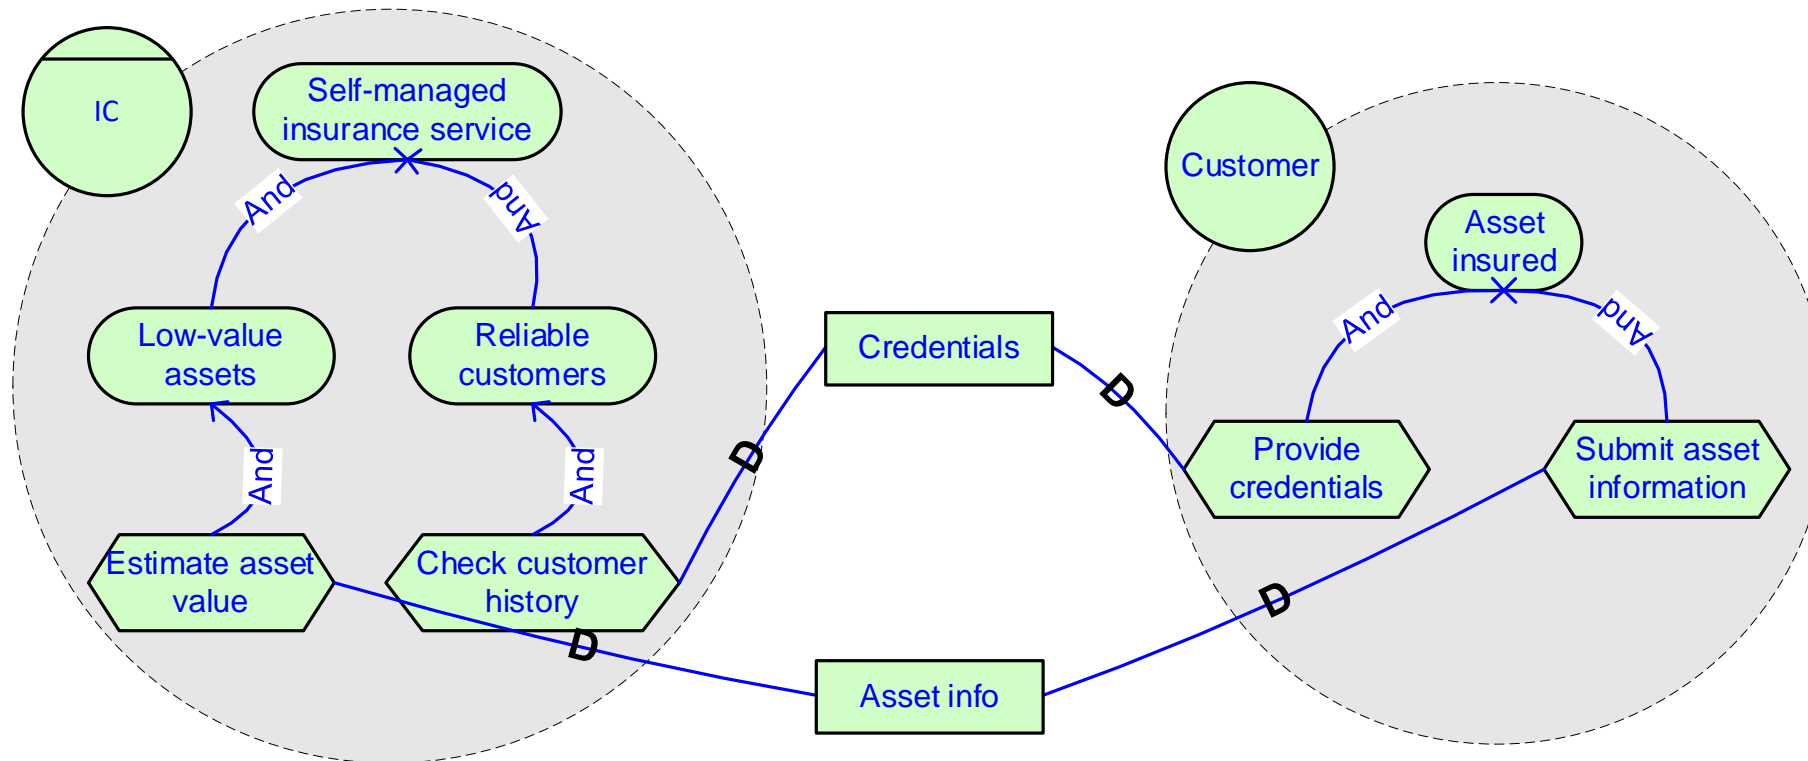 IC
Self-managed
insurance service
And
And
Low-value
assets
Reliable
customers
And
And
Estimate asset
value
Check customer
history
D
D
Credentials
Asset info
D
D
Customer
Asset
insured
And
And
Provide
credentials
Submit asset
information